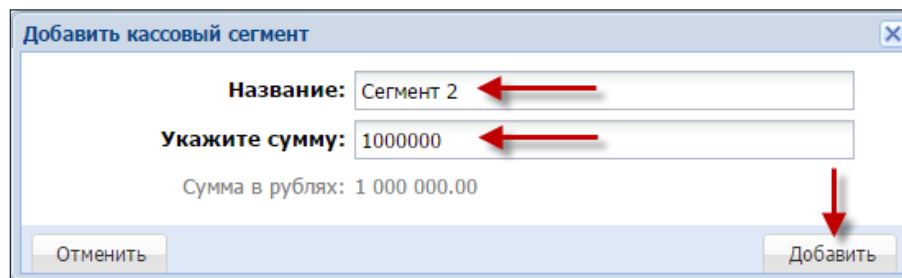 Добавить кассовый сегмент
Название: Сегмент 2
Укажите сумму: 1000000
Сумма в рублях: 1 000 000.00
Отменить Добавить